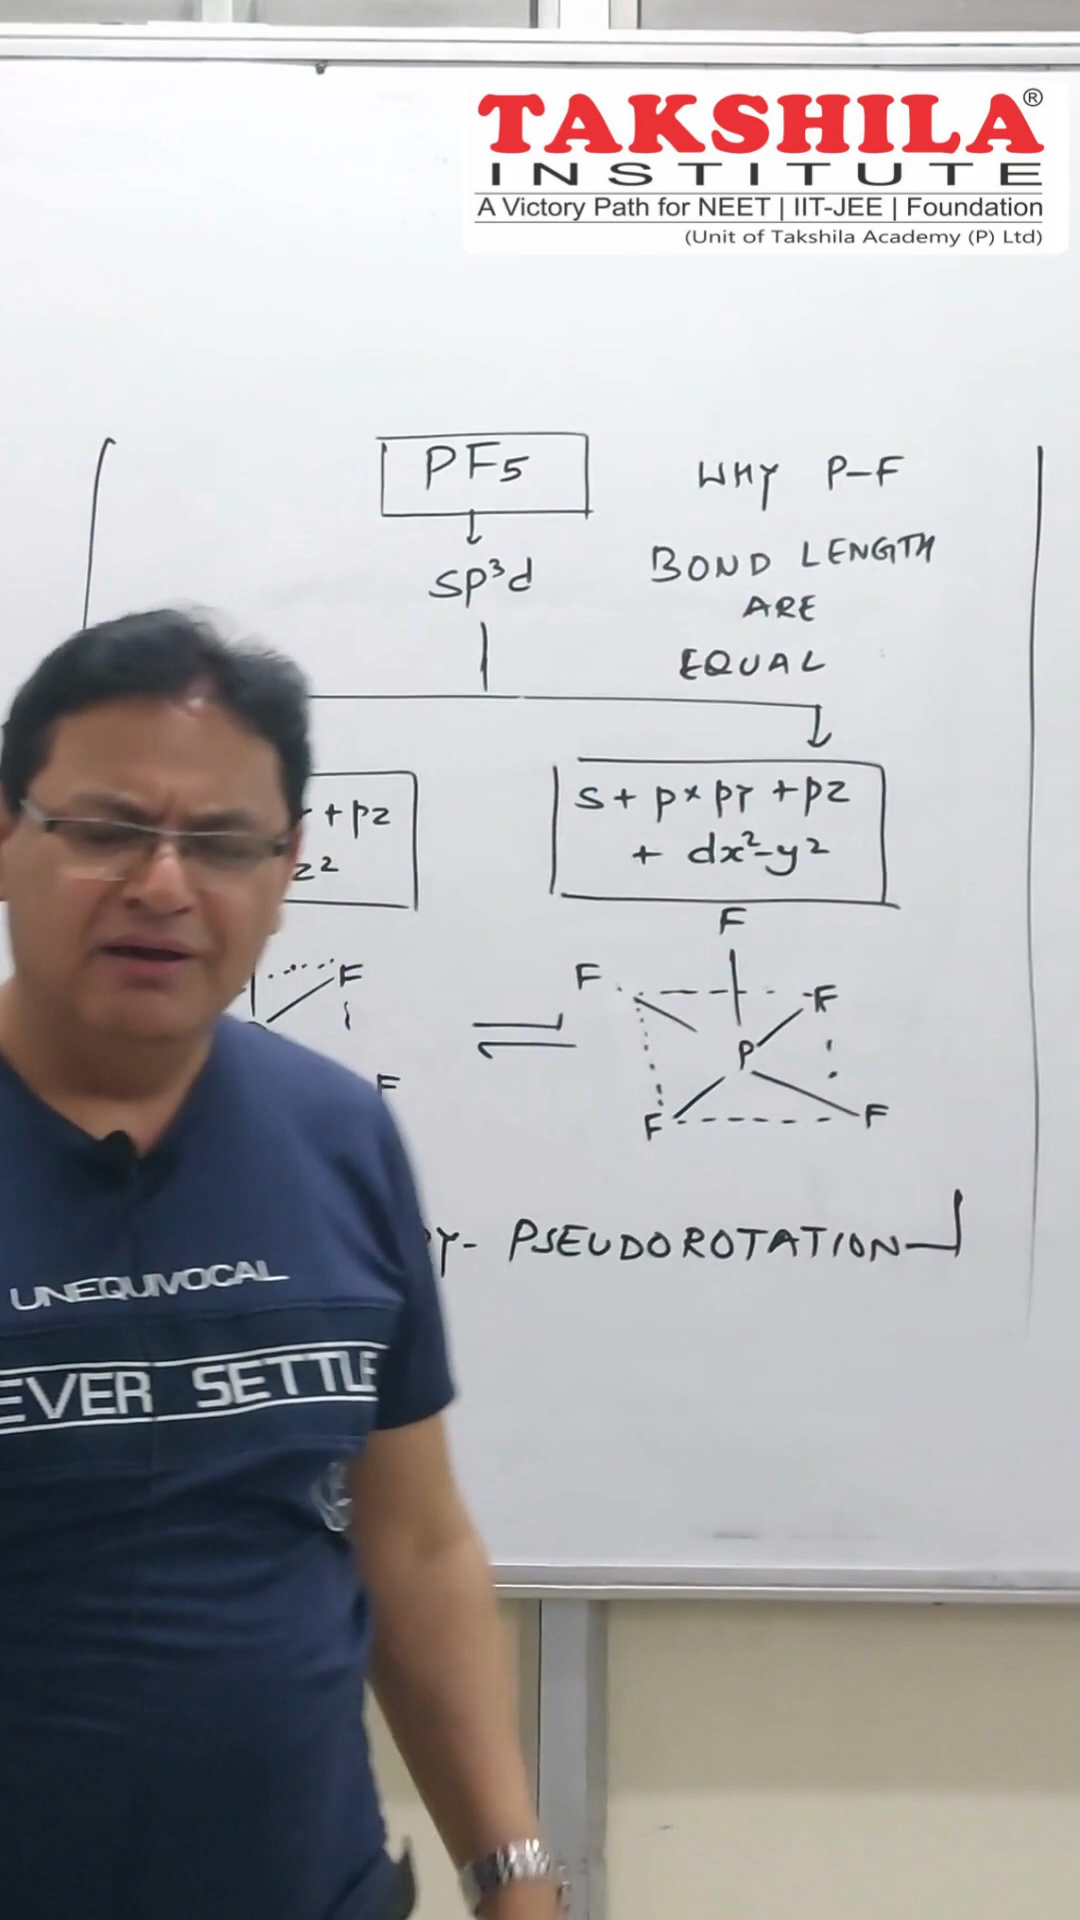 TAKSHILA®
INSTITUTE
A Victory Path for NEET | IIT-JEE | Foundation
(Unit of Takshila Academy (P) Ltd)
PF5
sp³d
WHY P-F
BOND LENGTH
ARE
EQUAL
+ pz
z²
s + px py + pz
+ dx²-y²
F
F
F
F
F
P
F
F
Y- PSEUDOROTATION
UNEQUIVOCAL
EVER SETTLE